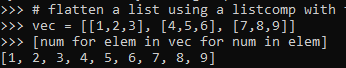 >>> # flatten a list using a listcomp with
>>> vec = [[1,2,3], [4,5,6], [7,8,9]]
>>> [num for elem in vec for num in elem]
[1, 2, 3, 4, 5, 6, 7, 8, 9]